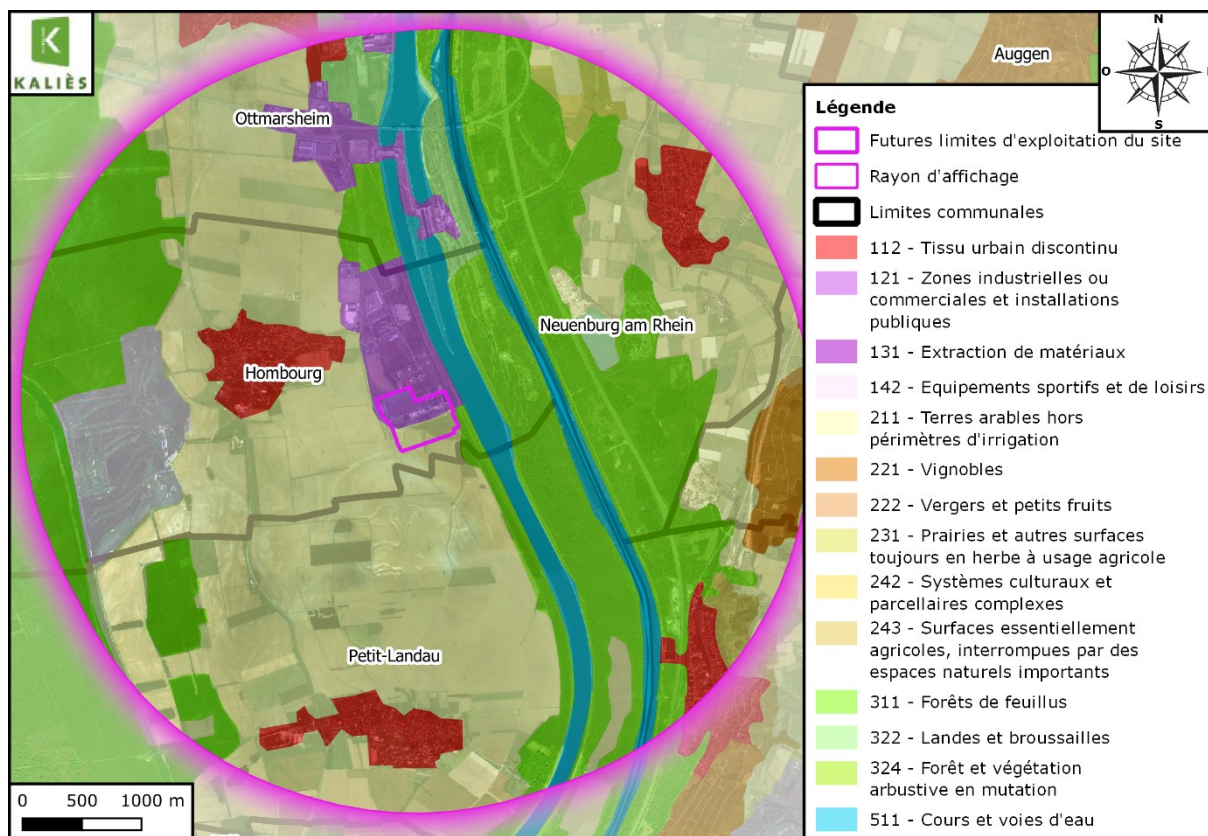 KALIÈS
Ottmarsheim
Auggen
Neuenburg am Rhein
Hombourg
Petit-Landau
0 500 1000 m
N
O
S
Légende
Futures limites d'exploitation du site
Rayon d'affichage
Limites communales
112 - Tissu urbain discontinu
121 - Zones industrielles ou
commerciales et installations
publiques
131 - Extraction de matériaux
142 - Equipements sportifs et de loisirs
211 - Terres arables hors
périmètres d'irrigation
221 - Vignobles
222 - Vergers et petits fruits
231 - Prairies et autres surfaces
toujours en herbe à usage agricole
242 - Systèmes culturaux et
parcellaires complexes
243 - Surfaces essentiellement
agricoles, interrompues par des
espaces naturels importants
311 - Forêts de feuillus
322 - Landes et broussailles
324 - Forêt et végétation
arbustive en mutation
511 - Cours et voies d'eau